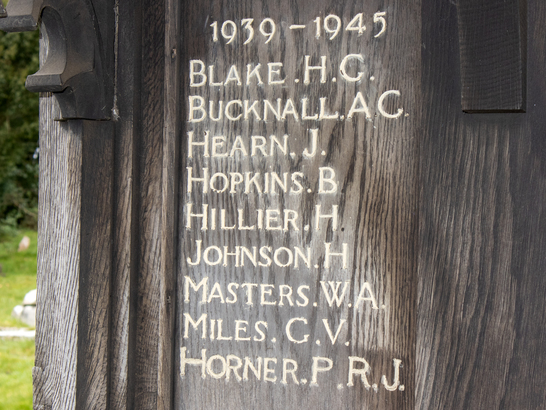 1939 - 1945
BLAKE. H. G.
BUCKNALL. A G.
HEARN. J.
HOPKINS. B
HILLIER. H.
JOHNSON. H
MASTERS. W. A.
MILES. G. V.
HORNER. P. R. J.